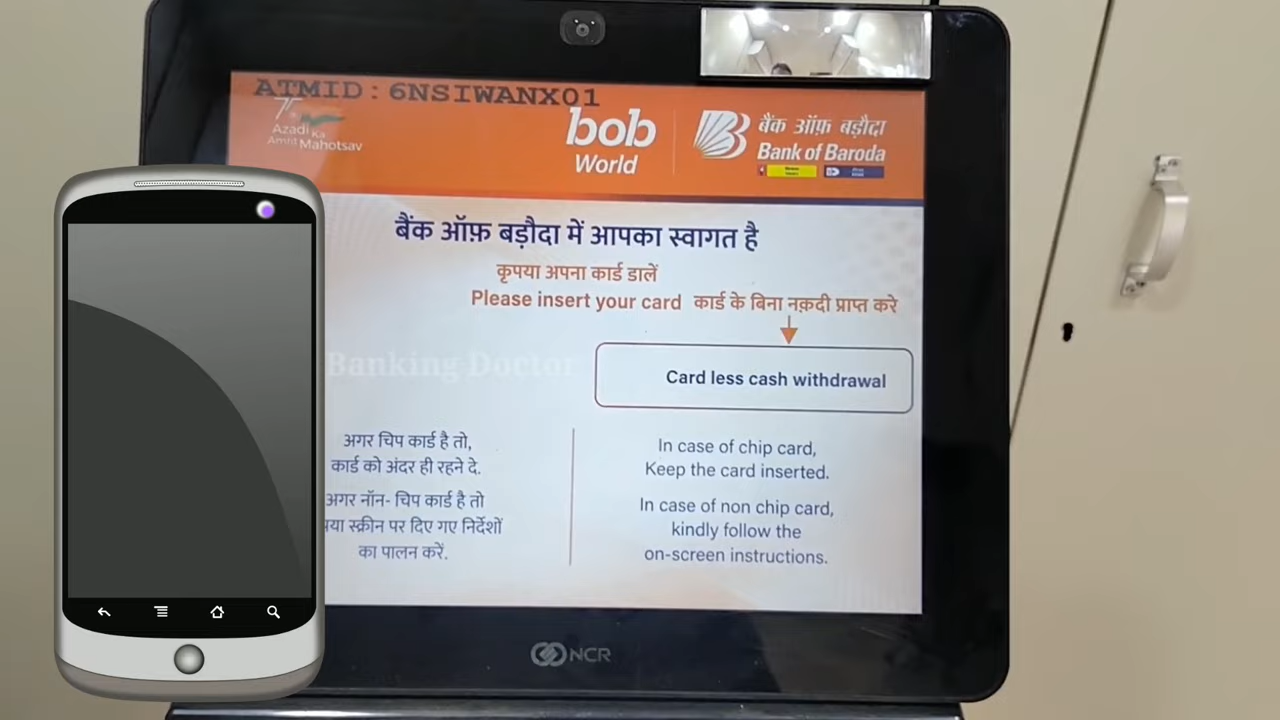 ATMID:6NSIWANX01
Azadi Ka
Amrit Mahotsav
bob
World
बैंक ऑफ़ बड़ौदा
Bank of Baroda
बैंक ऑफ़ बड़ौदा में आपका स्वागत है
कृपया अपना कार्ड डालें
Please insert your card
कार्ड के बिना नक़दी प्राप्त करे
Banking Doctor
Card less cash withdrawal
अगर चिप कार्ड है तो,
कार्ड को अंदर ही रहने दे.
अगर नॉन- चिप कार्ड है तो
स्क्रीन पर दिए गए निर्देशों
का पालन करें.
In case of chip card,
Keep the card inserted.
In case of non chip card,
kindly follow the
on-screen instructions.
NCR